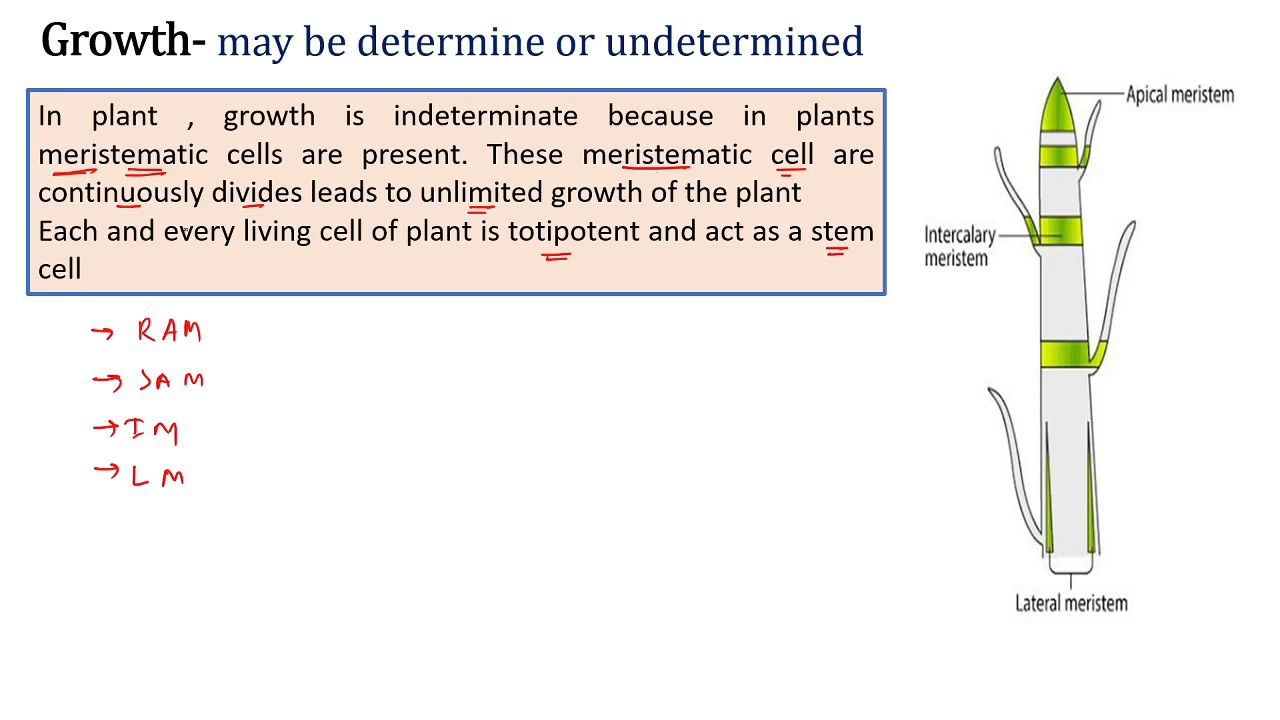 Growth- may be determine or undetermined
In plant , growth is indeterminate because in plants
meristematic cells are present. These meristematic cell are
continuously divides leads to unlimited growth of the plant
Each and every living cell of plant is totipotent and act as a stem
cell
→ RAM
→ SAM
→ IM
→ LM
Apical meristem
Intercalary
meristem
Lateral meristem